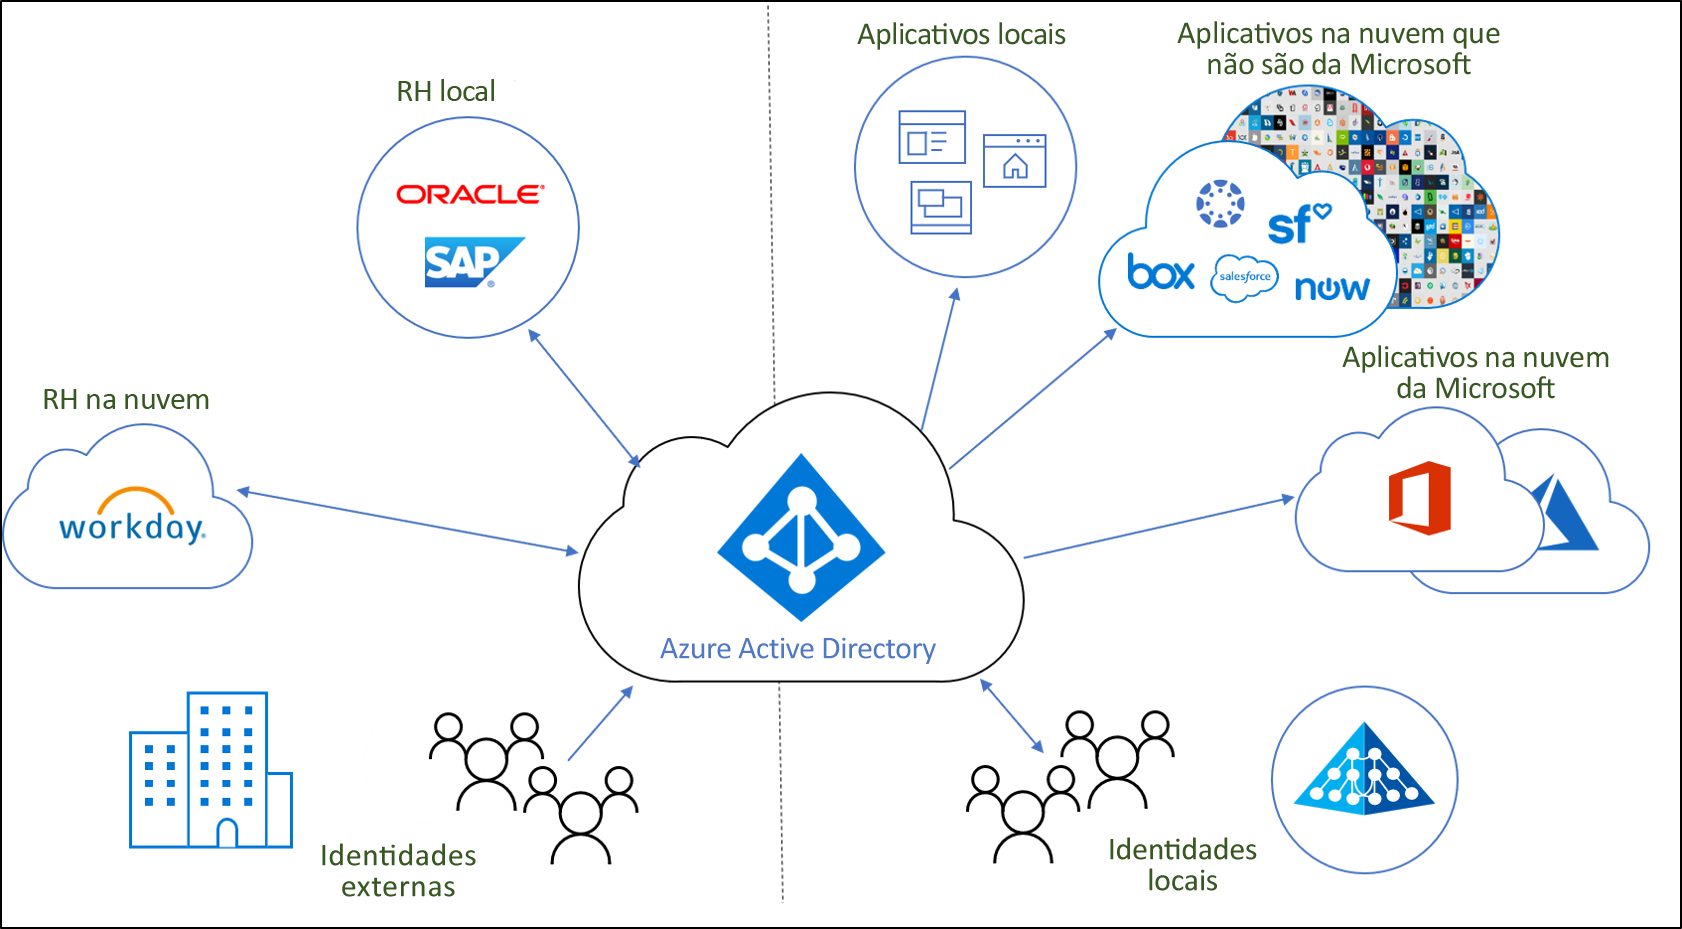 Aplicativos locais
Aplicativos na nuvem que
não são da Microsoft
RH local
ORACLE®
SAP®
sf
box
salesforce
now
RH na nuvem
workday.
Aplicativos na nuvem
da Microsoft
Azure Active Directory
Identidades
externas
Identidades
locais